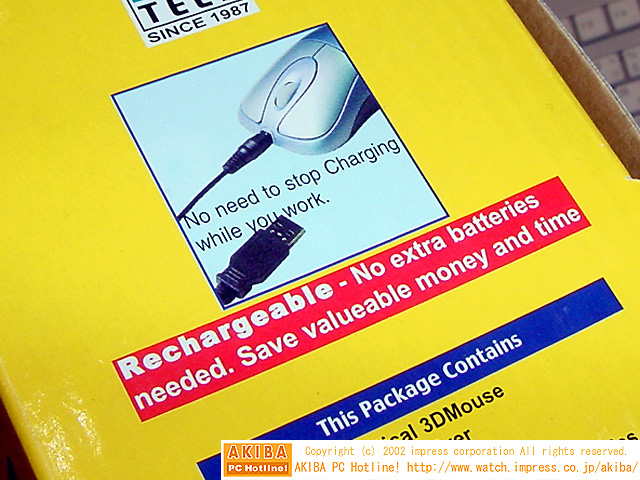 SINCE 1987
No need to stop Charging
while you work.
Rechargeable - No extra batteries
needed. Save valueable money and time
This Package Contains
3DMouse
AKIBA
PC Hotline!
Copyright (c) 2002 impress corporation All rights reserved.
AKIBA PC Hotline! http://www.watch.impress.co.jp/akiba/